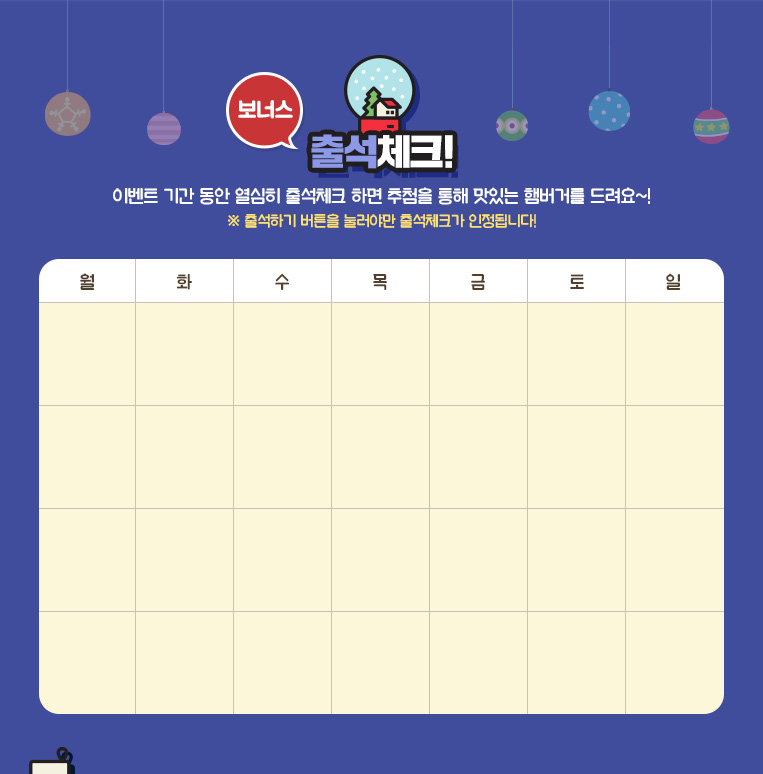 보너스
출석체크!
이벤트 기간 동안 열심히 출석체크 하면 추첨을 통해 맛있는 햄버거를 드려요~!
※ 출석하기 버튼을 눌러야만 출석체크가 인정됩니다!
월 화 수 목 금 토 일